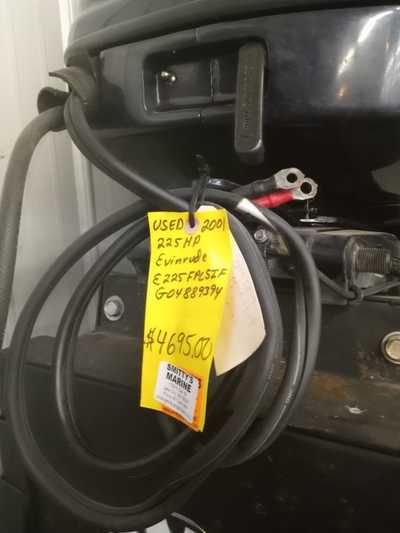 USED 2001
225HP
Evinrude
E225FPLSIF
G04889394
$4695.00
SMITTY'S
MARINE